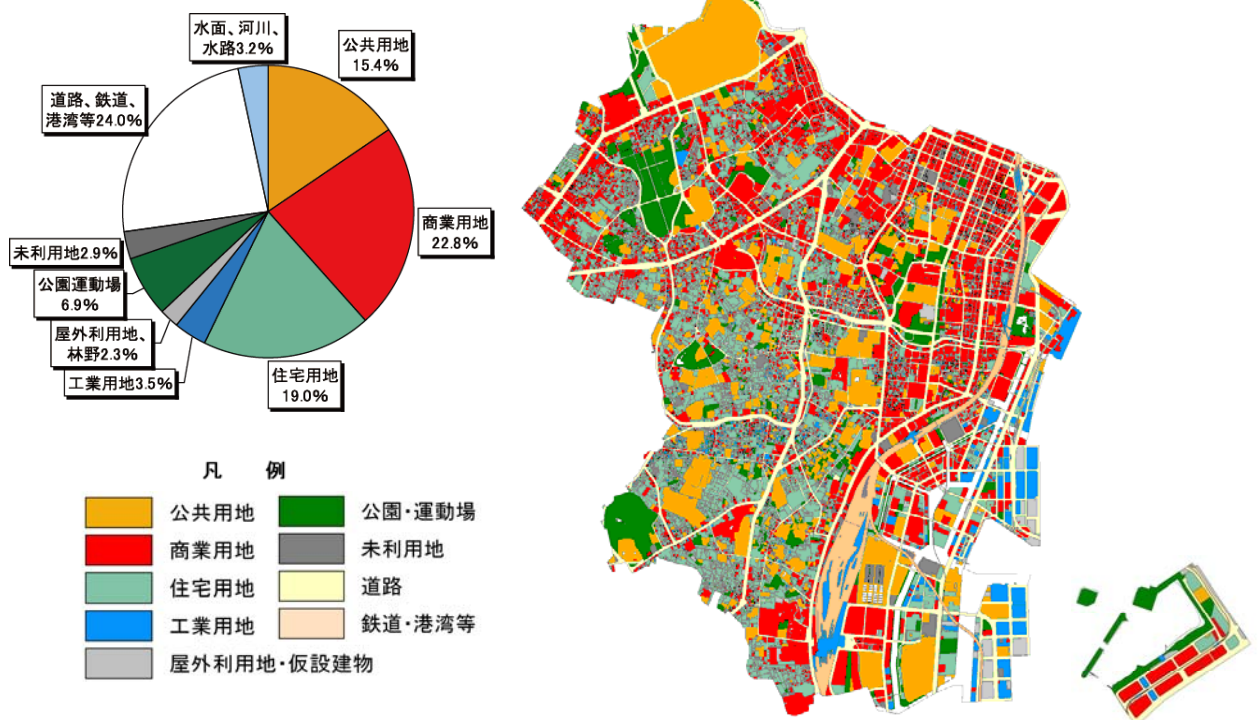 水面、河川、
水路3.2%
公共用地
15.4%
道路、鉄道、
港湾等24.0%
商業用地
22.8%
未利用地2.9%
公園運動場
6.9%
屋外利用地、
林野2.3%
工業用地3.5%
住宅用地
19.0%
凡 例
公共用地
公園・運動場
商業用地
未利用地
住宅用地
道路
工業用地
鉄道・港湾等
屋外利用地・仮設建物